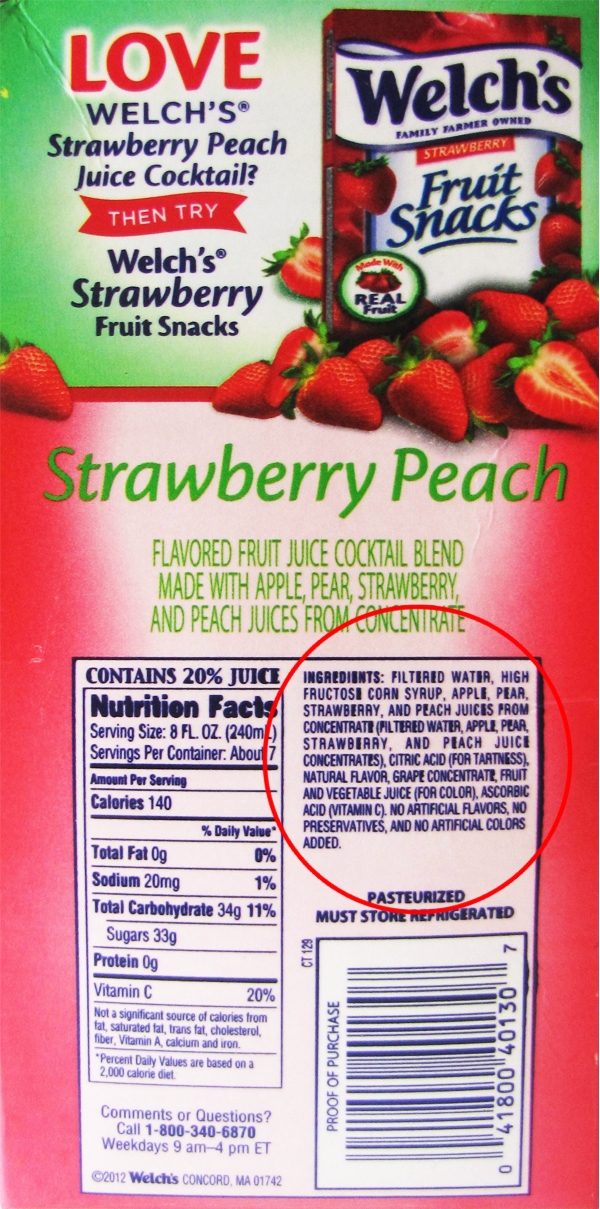 LOVE
WELCH'S®
Strawberry Peach
Juice Cocktail?
THEN TRY
Welch's®
Strawberry
Fruit Snacks
Welch's
FAMILY FARMER OWNED
STRAWBERRY
Fruit
Snacks
Made With
REAL
Fruit
Strawberry Peach
FLAVORED FRUIT JUICE COCKTAIL BLEND
MADE WITH APPLE, PEAR, STRAWBERRY,
AND PEACH JUICES FROM CONCENTRATE
CONTAINS 20% JUICE
Nutrition Facts
Serving Size: 8 FL. OZ. (240mL)
Servings Per Container: About 7
Amount Per Serving
Calories 140
% Daily Value*
Total Fat 0g 0%
Sodium 20mg 1%
Total Carbohydrate 34g 11%
Sugars 33g
Protein 0g
Vitamin C 20%
Not a significant source of calories from
fat, saturated fat, trans fat, cholesterol,
fiber, Vitamin A, calcium and iron.
*Percent Daily Values are based on a
2,000 calorie diet.
INGREDIENTS: FILTERED WATER, HIGH
FRUCTOSE CORN SYRUP, APPLE, PEAR,
STRAWBERRY, AND PEACH JUICES FROM
CONCENTRATE (FILTERED WATER, APPLE, PEAR,
STRAWBERRY, AND PEACH JUICE
CONCENTRATES), CITRIC ACID (FOR TARTNESS),
NATURAL FLAVOR, GRAPE CONCENTRATE, FRUIT
AND VEGETABLE JUICE (FOR COLOR), ASCORBIC
ACID (VITAMIN C). NO ARTIFICIAL FLAVORS, NO
PRESERVATIVES, AND NO ARTIFICIAL COLORS
ADDED.
PASTEURIZED
MUST STORE REFRIGERATED
CT 129
PROOF OF PURCHASE
0 41800 40130 7
Comments or Questions?
Call 1-800-340-6870
Weekdays 9 am–4 pm ET
©2012 Welch's CONCORD, MA 01742